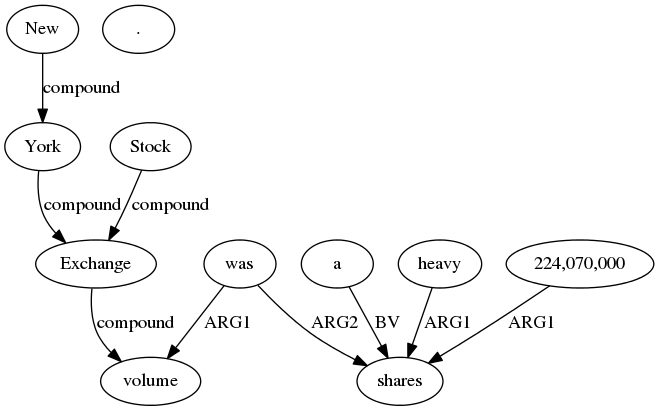 New .
compound
York Stock
compound compound
Exchange was a heavy 224,070,000
compound ARG1 ARG2 BV ARG1 ARG1
volume shares